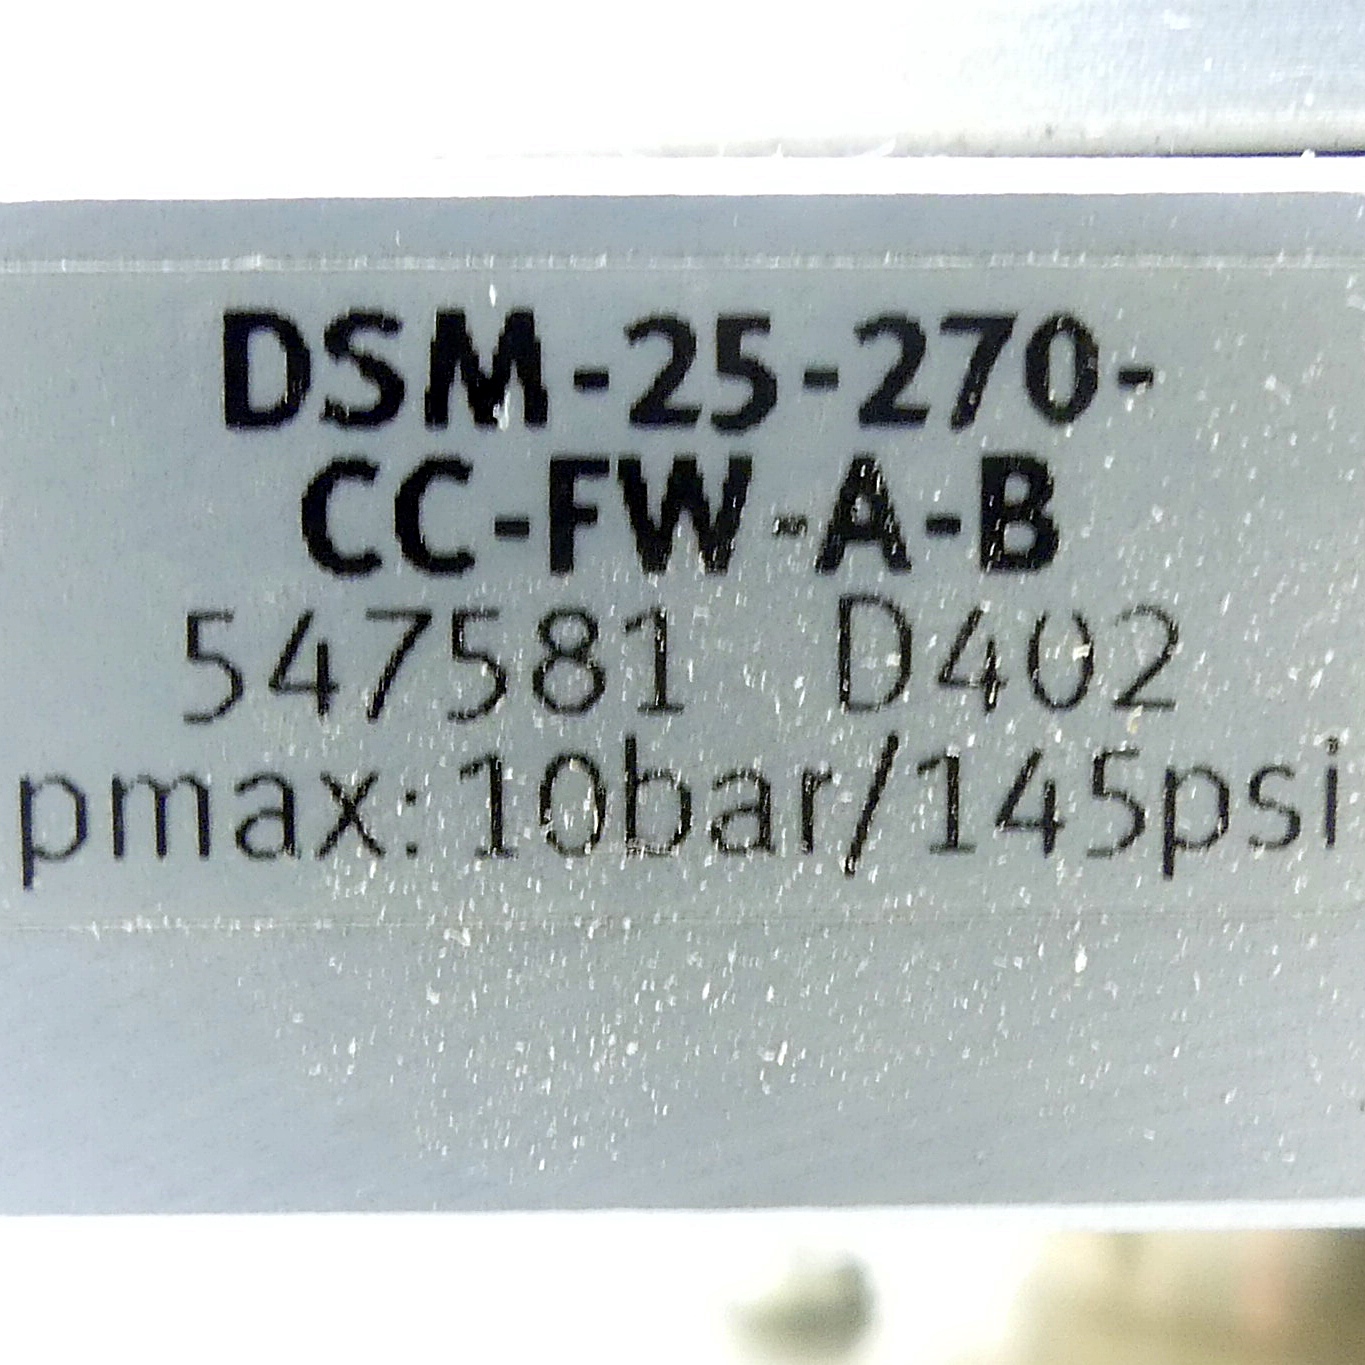 DSM-25-270-
CC-FW-A-B
547581 D402
pmax: 10bar/145psi